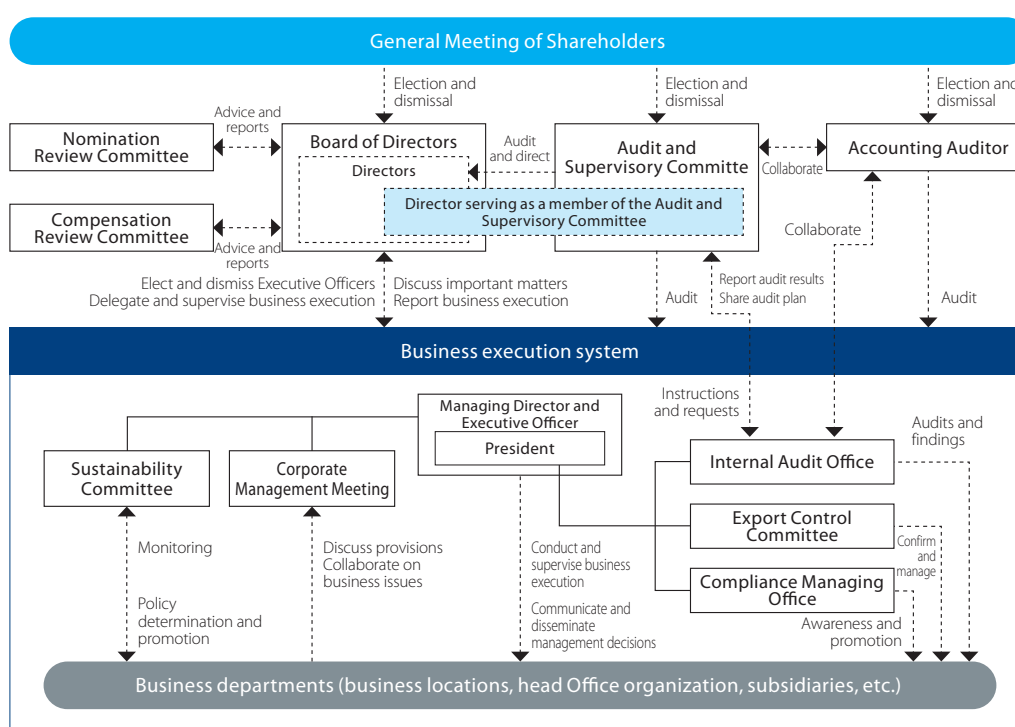 General Meeting of Shareholders
Election and
dismissal
Election and
dismissal
Election and
dismissal
Nomination
Review Committee
Advice and
reports
Board of Directors
Directors
Audit
and direct
Audit and
Supervisory Committe
Collaborate
Accounting Auditor
Director serving as a member of the Audit and
Supervisory Committee
Compensation
Review Committee
Advice and
reports
Collaborate
Elect and dismiss Executive Officers
Delegate and supervise business execution
Discuss important matters
Report business execution
Audit
Report audit results
Share audit plan
Audit
Business execution system
Instructions
and requests
Managing Director and
Executive Officer
President
Audits and
findings
Sustainability
Committee
Corporate
Management Meeting
Internal Audit Office
Export Control
Committee
Confirm
and
manage
Compliance Managing
Office
Monitoring
Policy
determination and
promotion
Discuss provisions
Collaborate on
business issues
Conduct and
supervise business
execution
Communicate and
disseminate
management decisions
Awareness and
promotion
Business departments (business locations, head Office organization, subsidiaries, etc.)